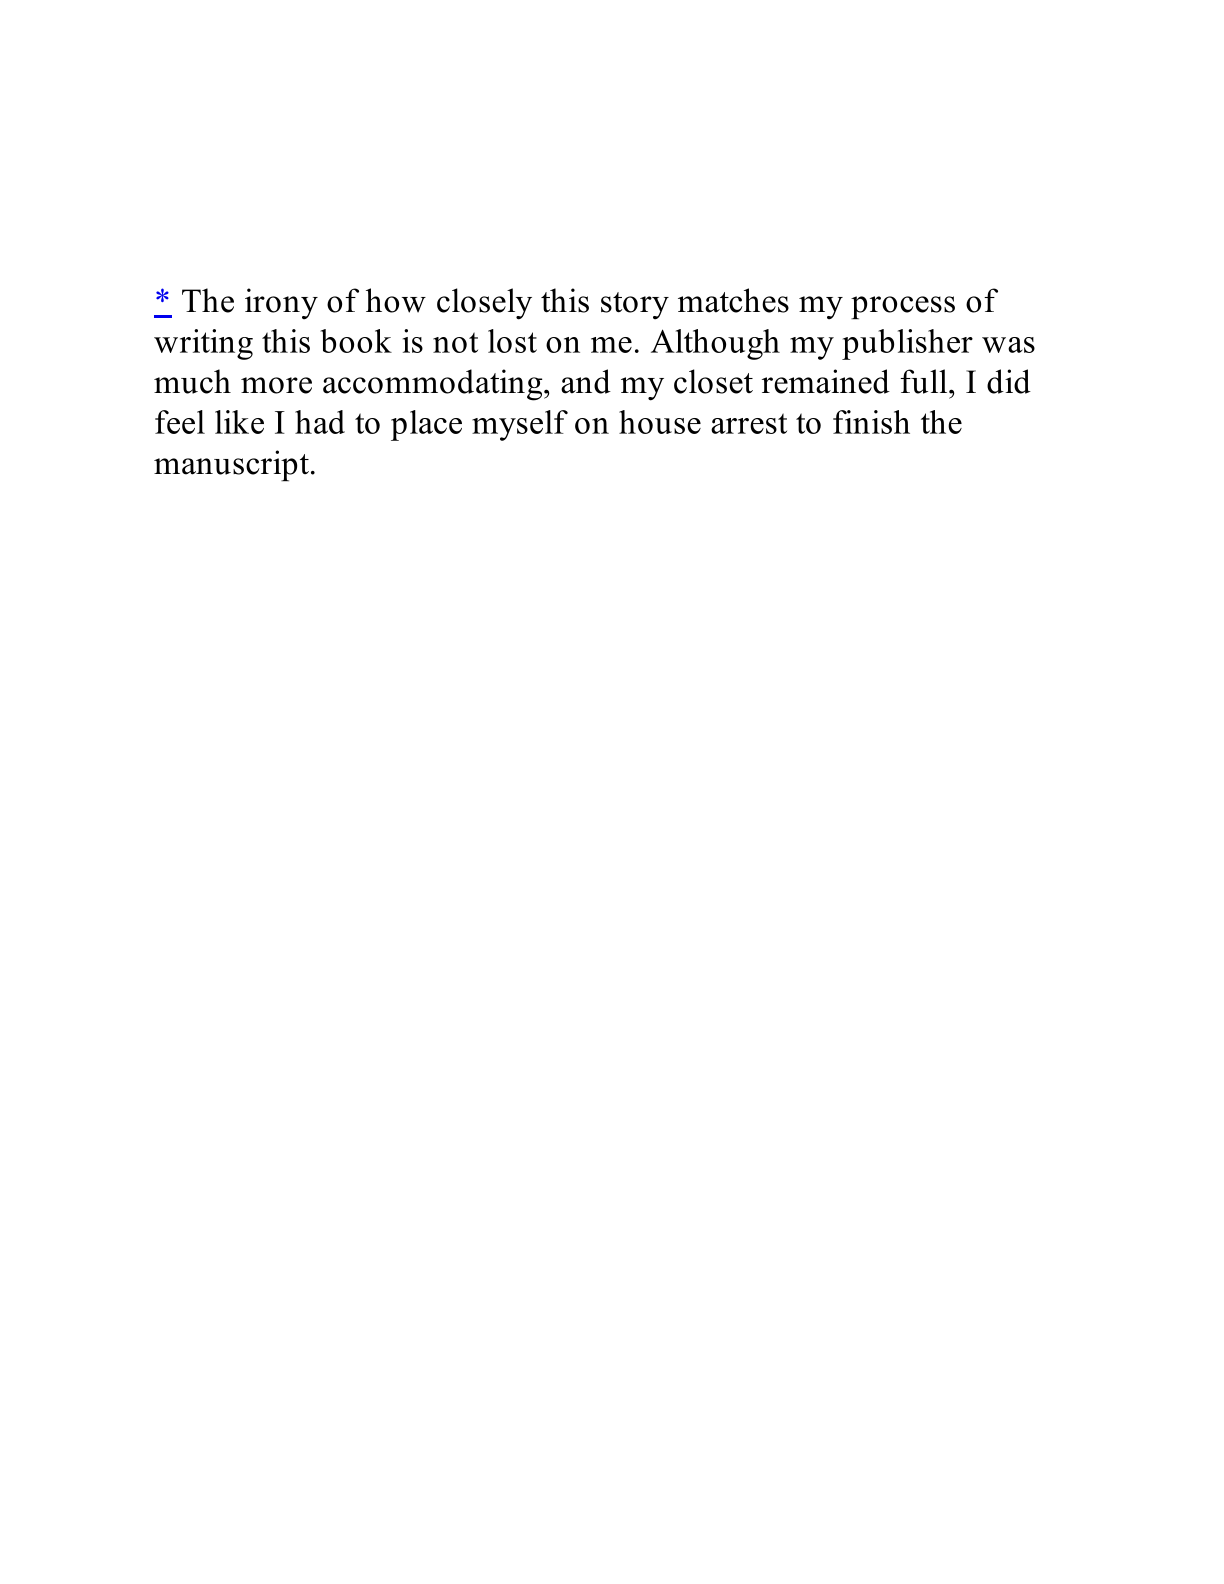 * The irony of how closely this story matches my process of
writing this book is not lost on me. Although my publisher was
much more accommodating, and my closet remained full, I did
feel like I had to place myself on house arrest to finish the
manuscript.